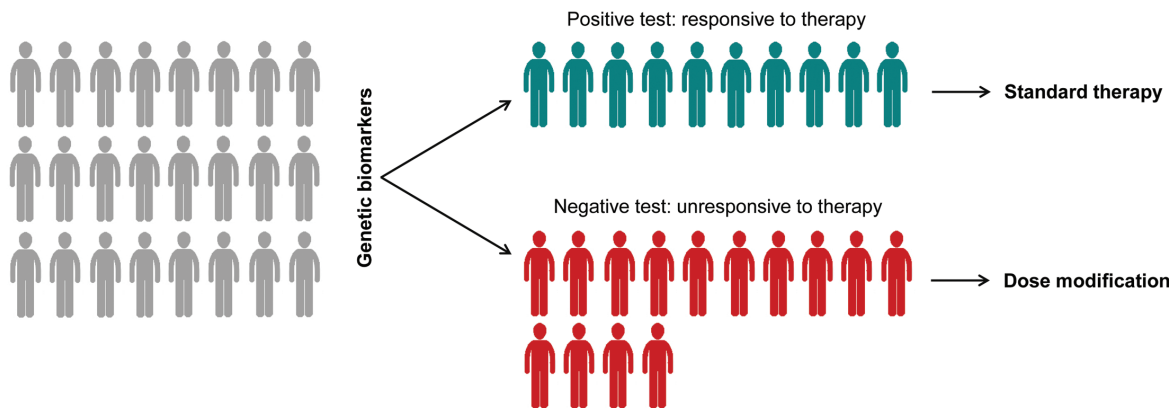 Genetic biomarkers
Positive test: responsive to therapy
Standard therapy
Negative test: unresponsive to therapy
Dose modification